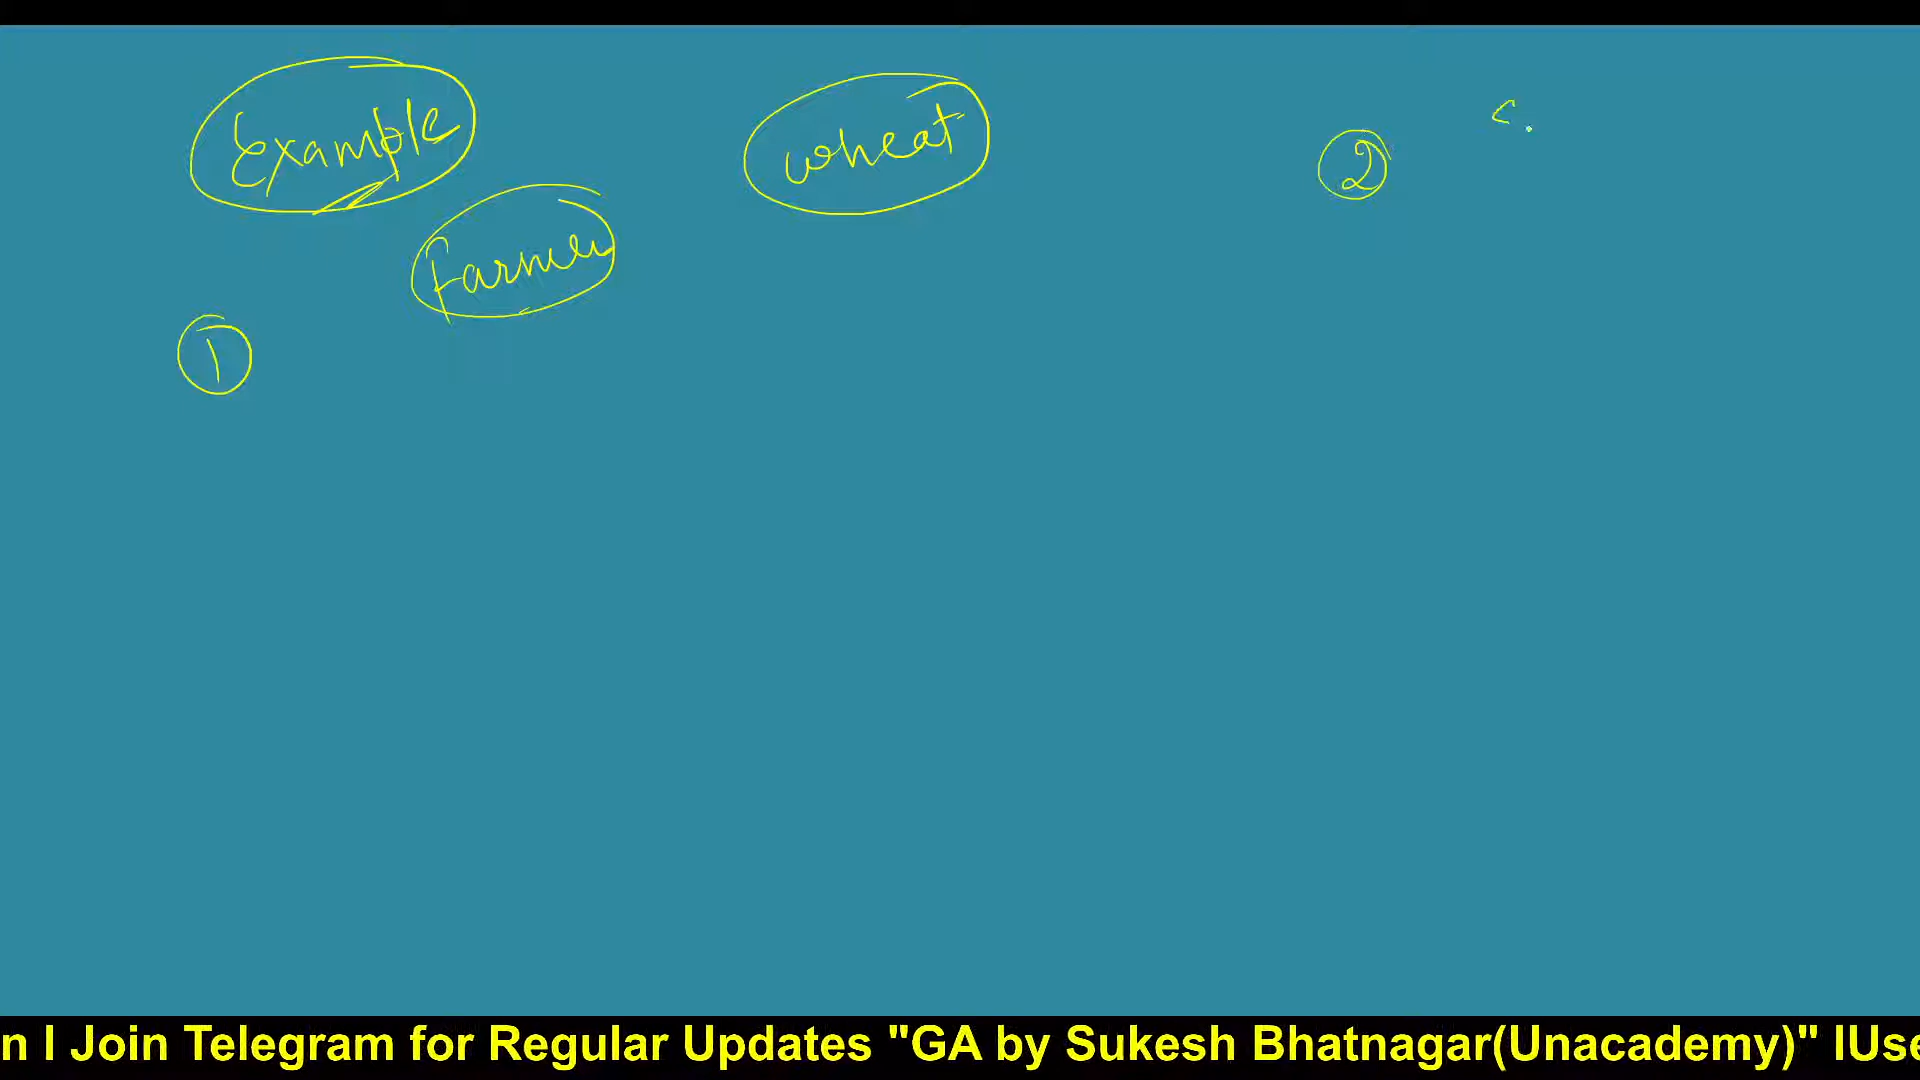 Example
wheat
2
Farmer
1
n I Join Telegram for Regular Updates "GA by Sukesh Bhatnagar(Unacademy)" IUse